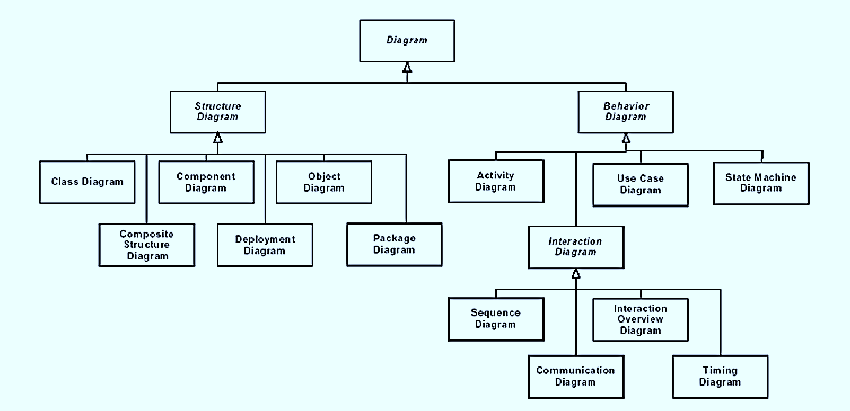 Diagram
Structure
Diagram
Behavior
Diagram
Class Diagram
Component
Diagram
Object
Diagram
Activity
Diagram
Use Case
Diagram
State Machine
Diagram
Composite
Structure
Diagram
Deployment
Diagram
Package
Diagram
Interaction
Diagram
Sequence
Diagram
Interaction
Overview
Diagram
Communication
Diagram
Timing
Diagram